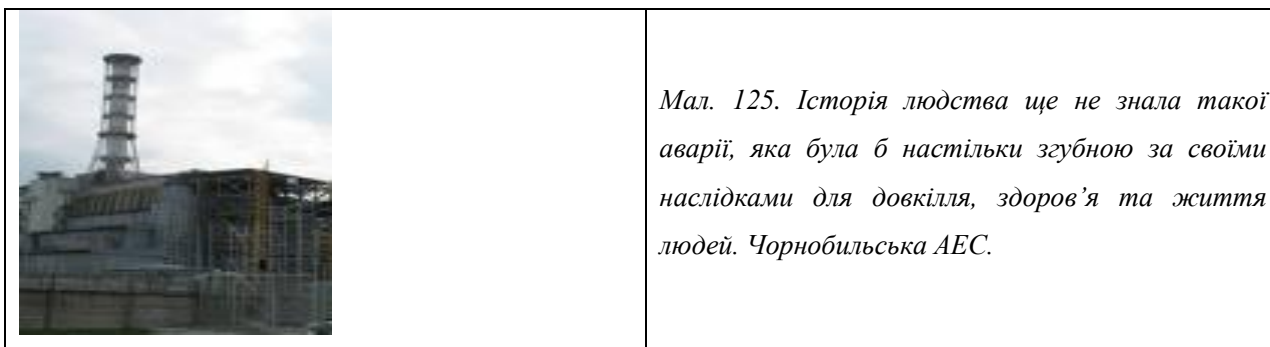 Мал. 125. Історія людства ще не знала такої
аварії, яка була б настільки згубною за своїми
наслідками для довкілля, здоров’я та життя
людей. Чорнобильська АЕС.